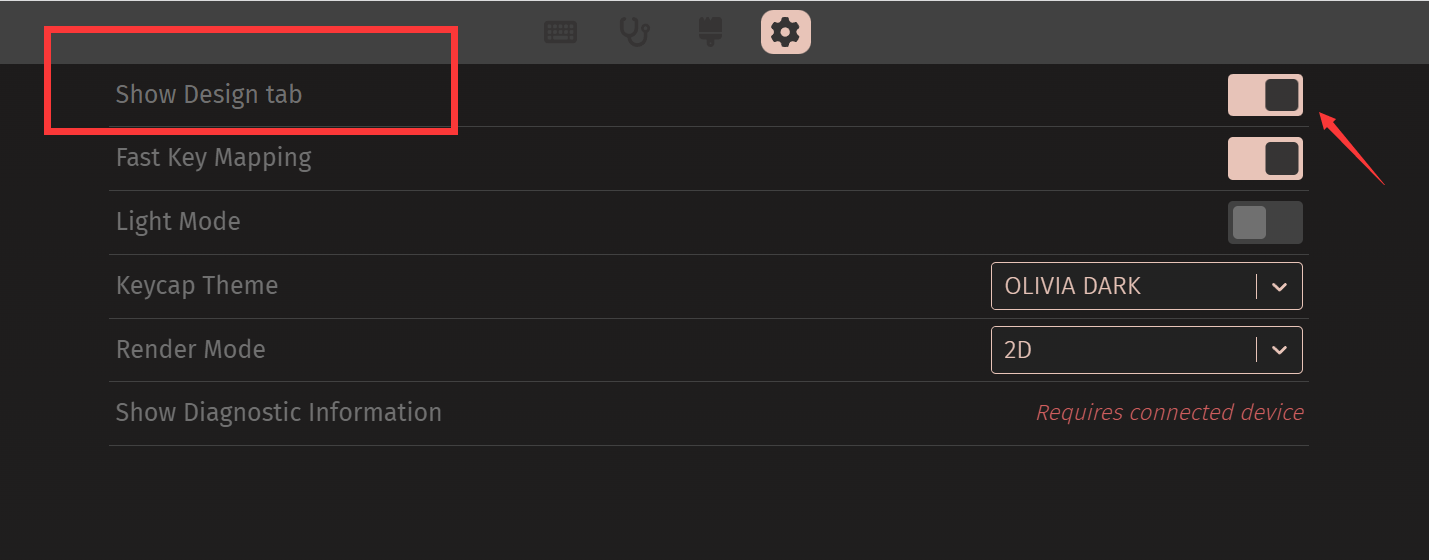 Show Design tab
Fast Key Mapping
Light Mode
Keycap Theme
OLIVIA DARK
Render Mode
2D
Show Diagnostic Information
Requires connected device